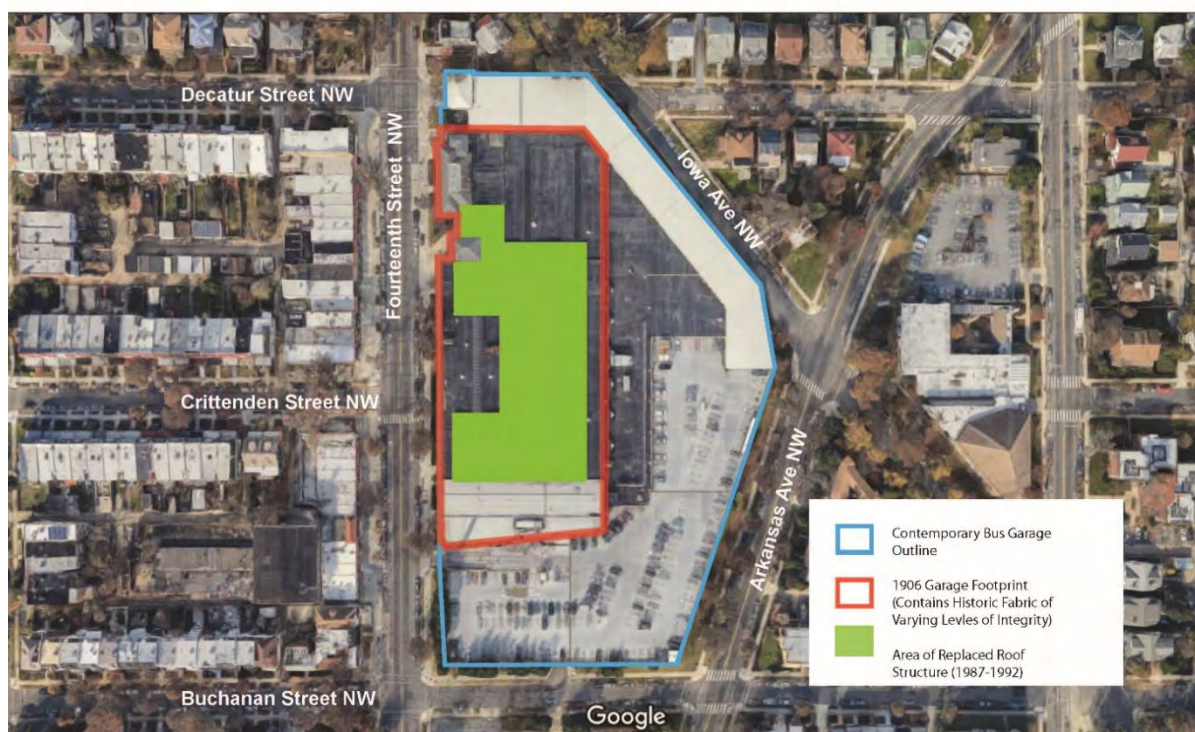 Decatur Street NW
Fourteenth Street NW
Iowa Ave NW
Crittenden Street NW
Arkansas Ave NW
Buchanan Street NW
Contemporary Bus Garage
Outline
1906 Garage Footprint
(Contains Historic Fabric of
Varying Levles of Integrity)
Area of Replaced Roof
Structure (1987-1992)
Google